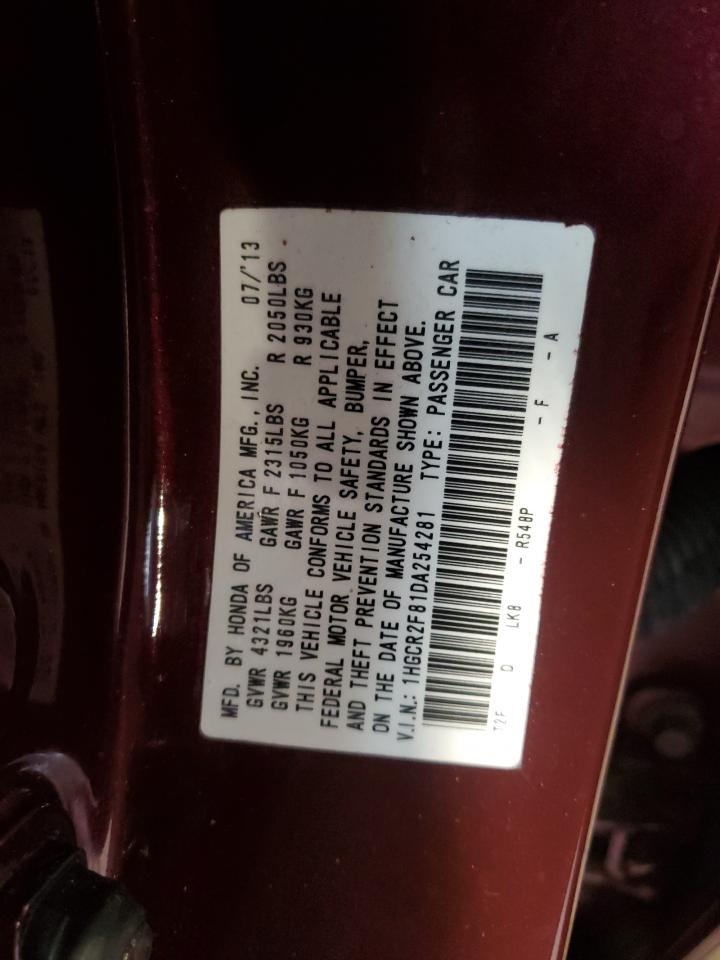 MFD. BY HONDA OF AMERICA MFG., INC. 07/'13
GVWR 4321LBS GAWR F 2315LBS R 2050LBS
GVWR 1960KG GAWR F 1050KG R 930KG
THIS VEHICLE CONFORMS TO ALL APPLICABLE
FEDERAL MOTOR VEHICLE SAFETY, BUMPER,
AND THEFT PREVENTION STANDARDS IN EFFECT
ON THE DATE OF MANUFACTURE SHOWN ABOVE.
V.I.N.: 1HGCR2F81DA254281 TYPE: PASSENGER CAR
T2F D LK8 - R548P - F - A